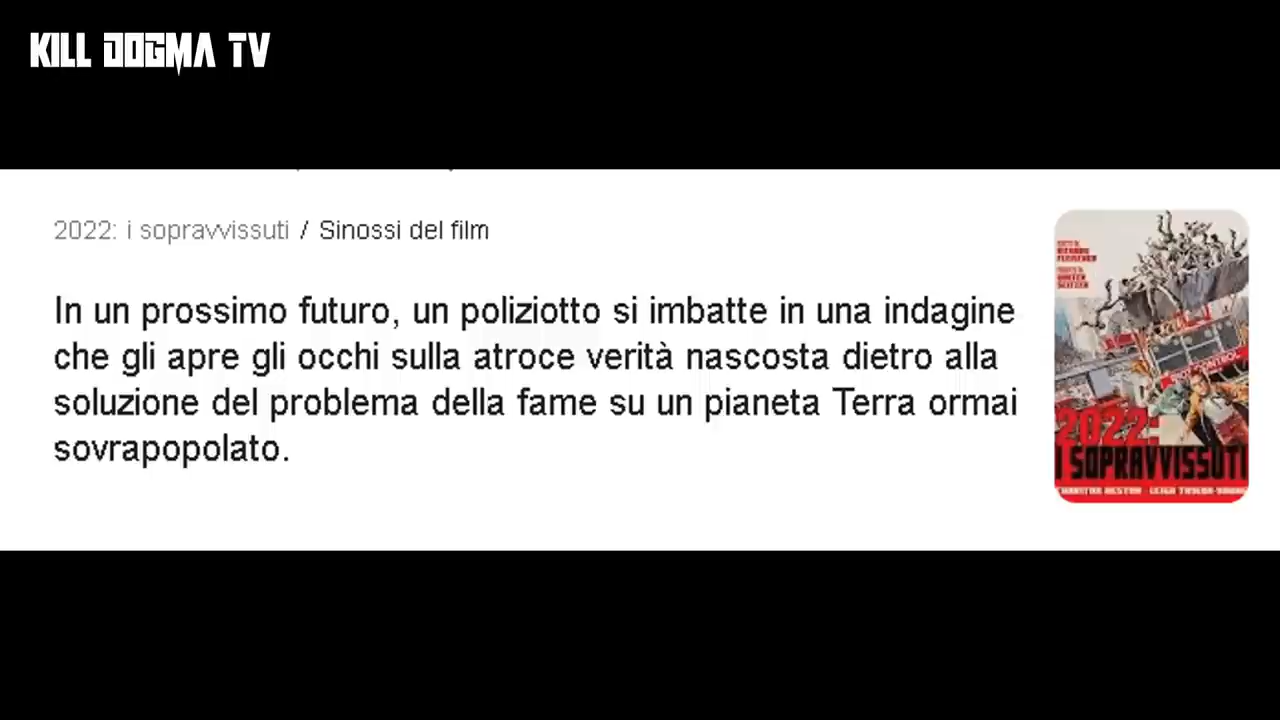 KILL DOGMA TV
2022: i sopravvissuti / Sinossi del film
In un prossimo futuro, un poliziotto si imbatte in una indagine
che gli apre gli occhi sulla atroce verità nascosta dietro alla
soluzione del problema della fame su un pianeta Terra ormai
sovrapopolato.
2022:
I SOPRAVVISSUTI